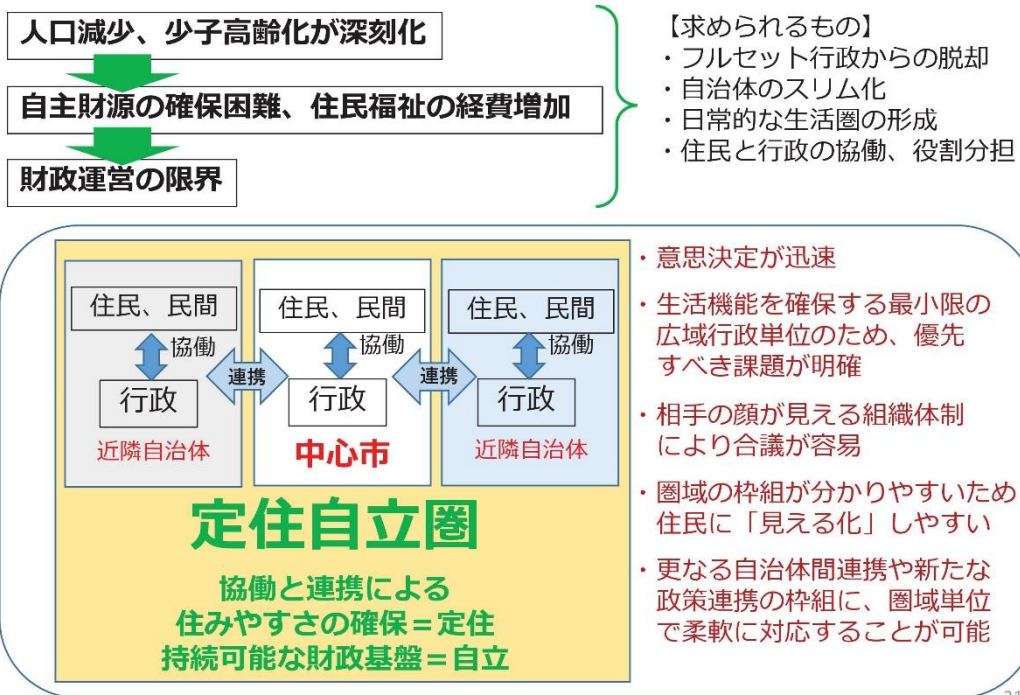 人口減少、少子高齢化が深刻化
自主財源の確保困難、住民福祉の経費増加
財政運営の限界
【求められるもの】
・フルセット行政からの脱却
・自治体のスリム化
・日常的な生活圏の形成
・住民と行政の協働、役割分担
住民、民間
協働
行政
近隣自治体
連携
住民、民間
協働
行政
中心市
連携
住民、民間
協働
行政
近隣自治体
定住自立圏
協働と連携による
住みやすさの確保＝定住
持続可能な財政基盤＝自立
・意思決定が迅速
・生活機能を確保する最小限の
広域行政単位のため、優先
すべき課題が明確
・相手の顔が見える組織体制
により合議が容易
・圏域の枠組が分かりやすいため
住民に「見える化」しやすい
・更なる自治体間連携や新たな
政策連携の枠組に、圏域単位
で柔軟に対応することが可能